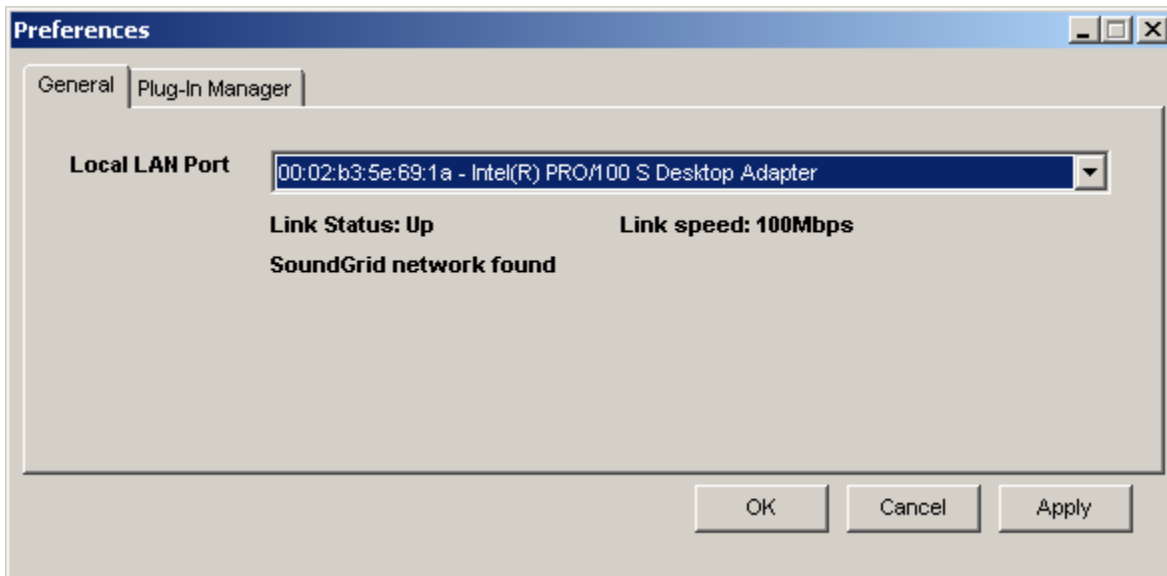 Preferences
General Plug-In Manager
Local LAN Port 00:02:b3:5e:69:1a - Intel(R) PRO/100 S Desktop Adapter
Link Status: Up Link speed: 100Mbps
SoundGrid network found
OK Cancel Apply